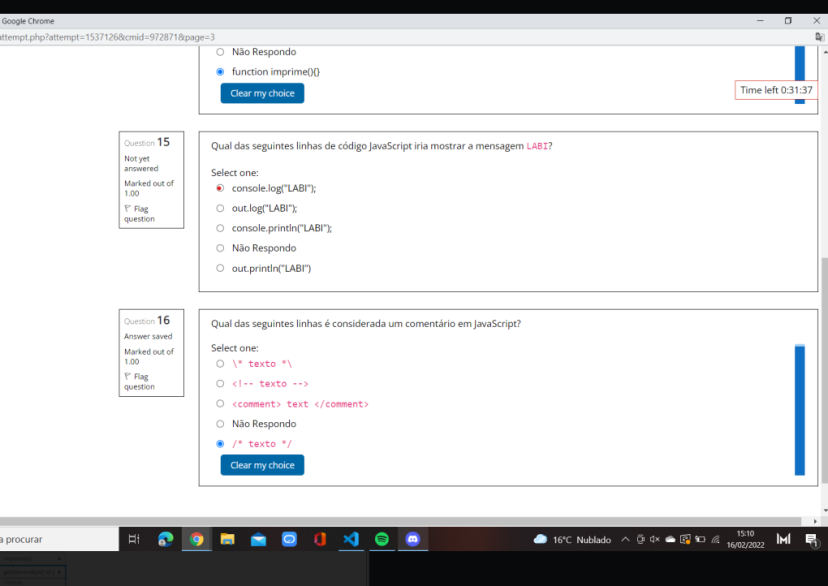 Google Chrome
attempt.php?attempt=1537126&cmid=972871&page=3
Não Respondo
function imprime(){}
Clear my choice
Time left 0:31:37
Question 15
Not yet
answered
Marked out of
1.00
Flag
question
Qual das seguintes linhas de código JavaScript iria mostrar a mensagem LABI?
Select one:
console.log("LABI");
out.log("LABI");
console.println("LABI");
Não Respondo
out.println("LABI")
Question 16
Answer saved
Marked out of
1.00
Flag
question
Qual das seguintes linhas é considerada um comentário em JavaScript?
Select one:
\* texto *\
<!-- texto -->
<comment> text </comment>
Não Respondo
/* texto */
Clear my choice
a procurar
16°C Nublado
15:10
16/02/2022